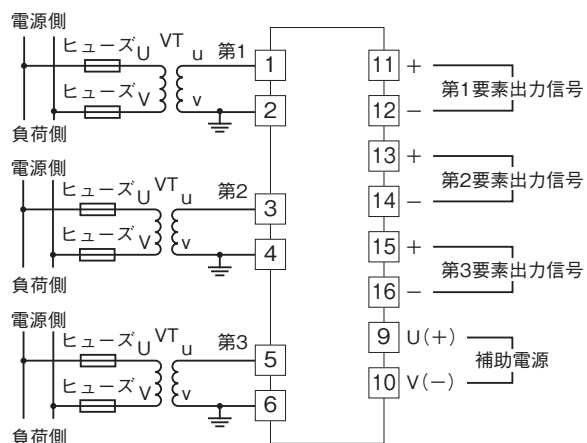 電源側
ヒューズ U VT u 第1
1
ヒューズ V v
2
負荷側
電源側
ヒューズ U VT u 第2
3
ヒューズ V v
4
負荷側
電源側
ヒューズ U VT u 第3
5
ヒューズ V v
6
負荷側
11 +
第1要素出力信号
12 −
13 +
第2要素出力信号
14 −
15 +
第3要素出力信号
16 −
9 U(+)
補助電源
10 V(−)